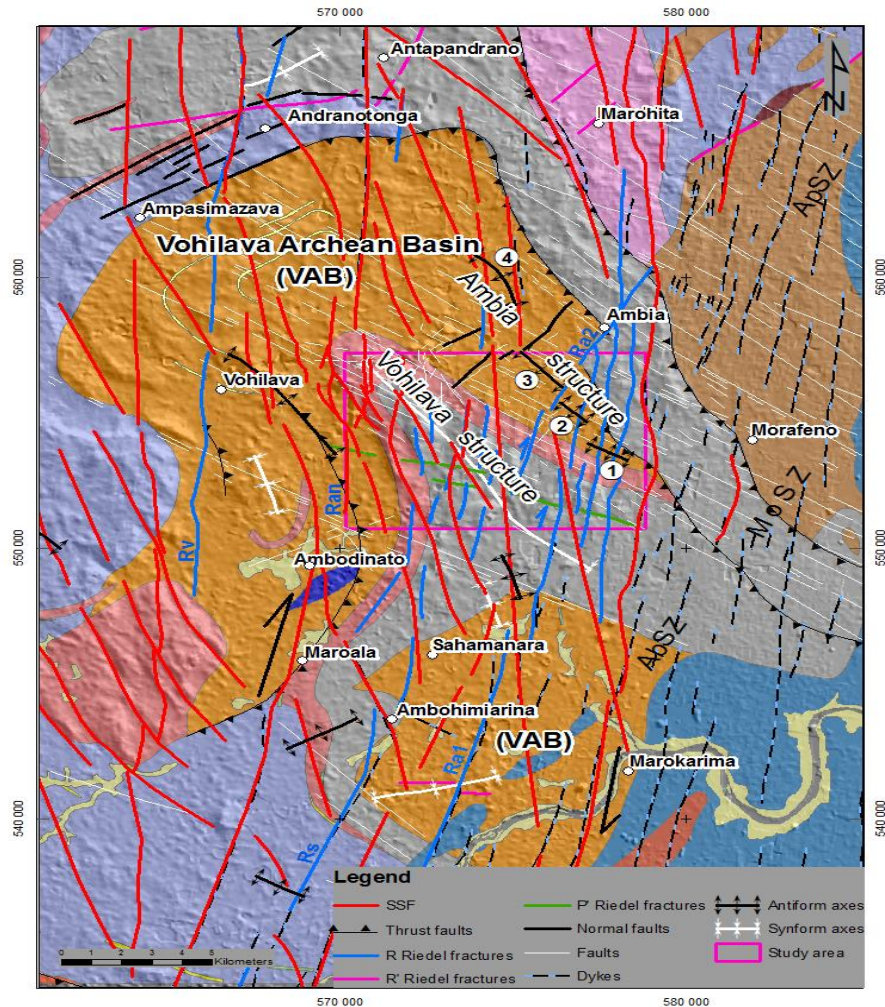 570 000
580 000
Antapandrano
N
Marohita
Andranotonga
ApSZ
Ampasimazava
Vohilava Archean Basin
(VAB)
4
560 000
560 000
Ambia
structure
Ambia
Ra2
Vohilava
structure
3
Vohilava
2
Morafeno
1
Ran
MoSZ
Rv
550 000
550 000
Ambodinato
AbSZ
Maroala
Sahamanara
Ambohimiarina
(VAB)
Ra1
Marokarima
540 000
540 000
Rs
Legend
SSF
P' Riedel fractures
Antiform axes
Thrust faults
Normal faults
Synform axes
R Riedel fractures
Faults
Study area
R' Riedel fractures
Dykes
0 1 2 3 4 5
Kilometers
570 000
580 000